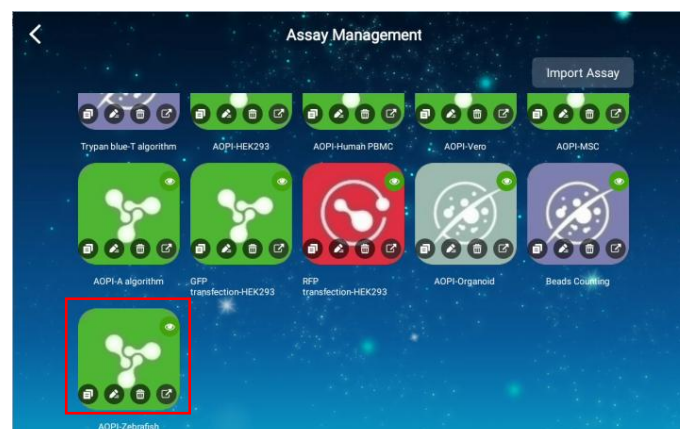 Assay Management
Import Assay
Trypan blue-T algorithm AOPI-HEK293 AOPI-Human PBMC AOPI-Vero AOPI-MSC
AOPI-A algorithm GFP RFP AOPI-Organoid Beads Counting
transfection-HEK293 transfection-HEK293
AOPI-Zebrafish